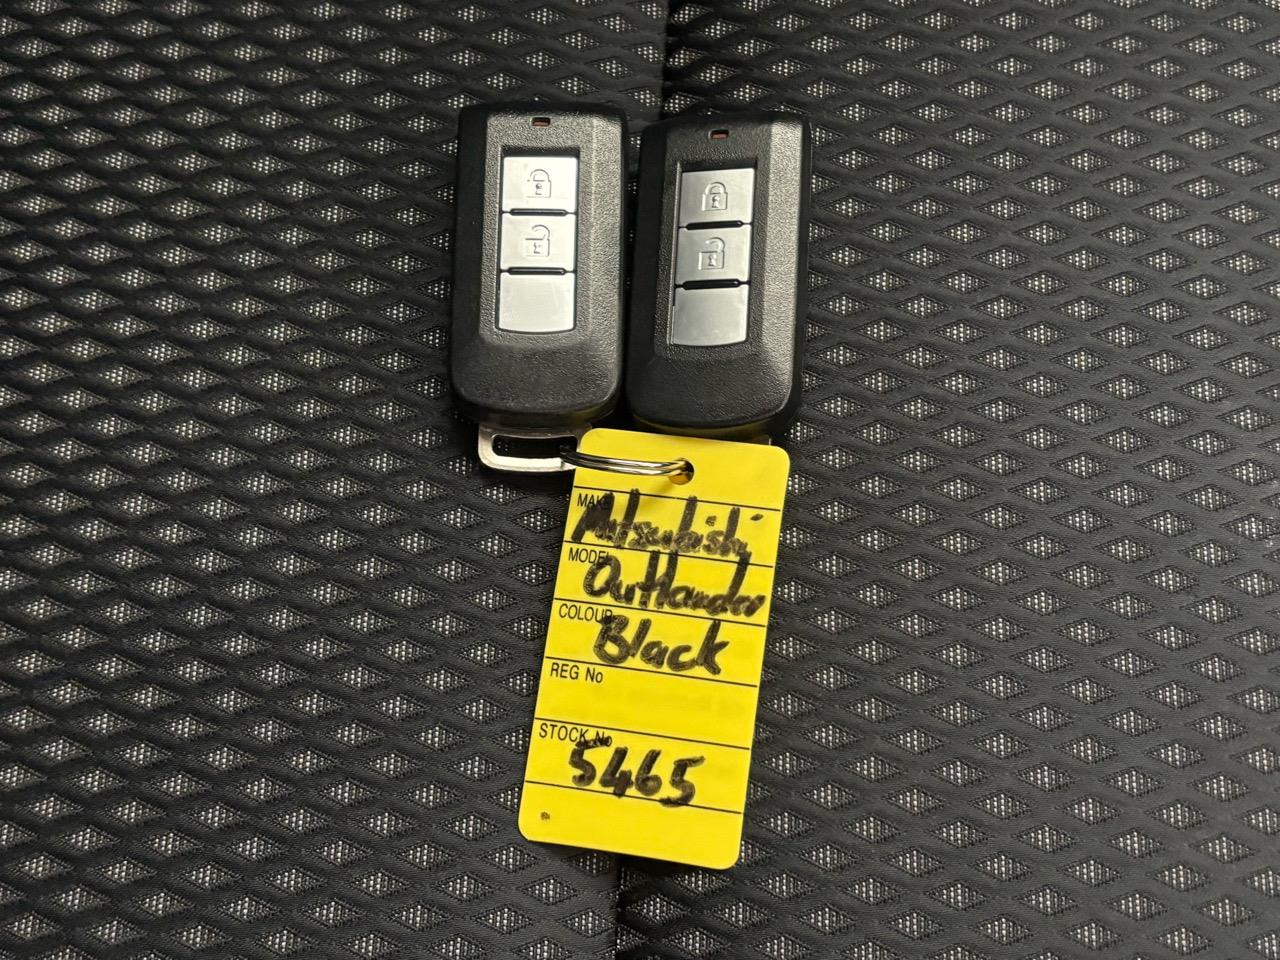 MAKE Mitsubishi
MODEL Outlander
COLOUR Black
REG No
STOCK No 5465